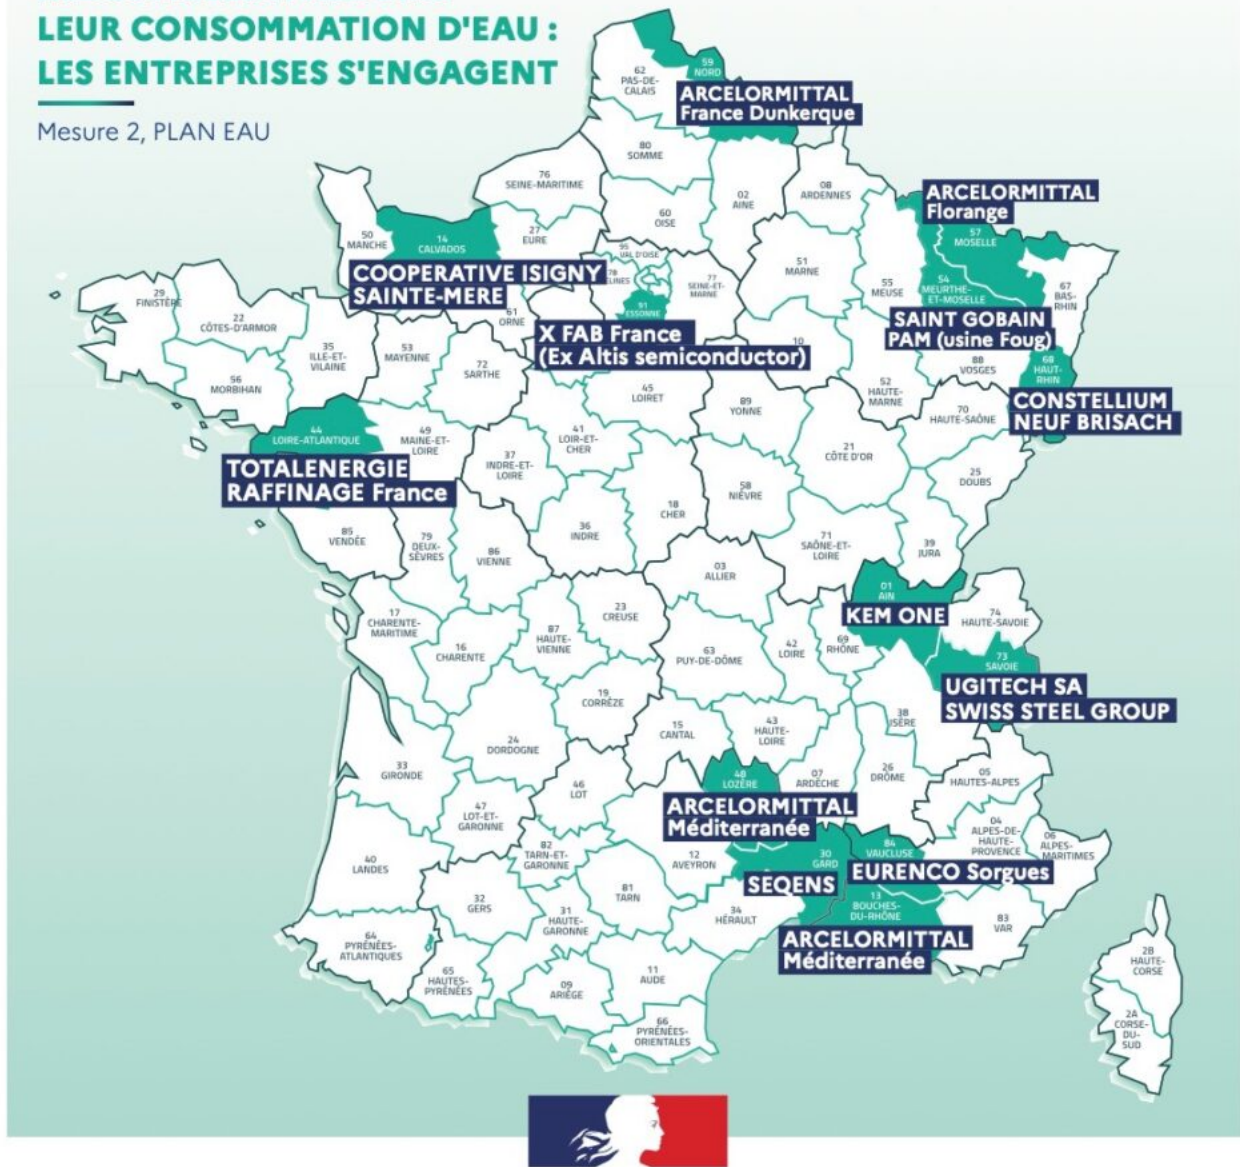 LEUR CONSOMMATION D'EAU :
LES ENTREPRISES S'ENGAGENT
Mesure 2, PLAN EAU
59
NORD
62
PAS-DE-
CALAIS
ARCELORMITTAL
France Dunkerque
80
SOMME
76
SEINE-MARITIME
02
AINE
08
ARDENNES
60
OISE
ARCELORMITTAL
Florange
57
MOSELLE
50
MANCHE
14
CALVADOS
27
EURE
95
VAL D'OISE
78
ELINES
77
SEINE-ET-
MARNE
91
ESSONNE
51
MARNE
55
MEUSE
54
MEURTHE-
ET-MOSELLE
67
BAS-
RHIN
COOPERATIVE ISIGNY
SAINTE-MERE
61
ORNE
X FAB France
(Ex Altis semiconductor)
10
SAINT GOBAIN
PAM (usine Foug)
88
VOSGES
68
HAUT-
RHIN
29
FINISTÈRE
22
CÔTES-D'ARMOR
35
ILLE-ET-
VILAINE
53
MAYENNE
72
SARTHE
56
MORBIHAN
45
LOIRET
89
YONNE
52
HAUTE-
MARNE
70
HAUTE-SAÔNE
CONSTELLIUM
NEUF BRISACH
44
LOIRE-ATLANTIQUE
49
MAINE-ET-
LOIRE
41
LOIR-ET-
CHER
37
INDRE-ET-
LOIRE
21
CÔTE D'OR
25
DOUBS
TOTALENERGIE
RAFFINAGE France
58
NIÈVRE
18
CHER
36
INDRE
85
VENDÉE
79
DEUX-
SÈVRES
86
VIENNE
71
SAÔNE-ET-
LOIRE
39
JURA
03
ALLIER
01
AIN
KEM ONE
74
HAUTE-SAVOIE
17
CHARENTE-
MARITIME
16
CHARENTE
87
HAUTE-
VIENNE
23
CREUSE
63
PUY-DE-DÔME
42
LOIRE
69
RHÔNE
73
SAVOIE
UGITECH SA
SWISS STEEL GROUP
19
CORRÈZE
15
CANTAL
43
HAUTE-
LOIRE
38
ISÈRE
24
DORDOGNE
33
GIRONDE
46
LOT
48
LOZÈRE
07
ARDÈCHE
26
DRÔME
05
HAUTES-ALPES
ARCELORMITTAL
Méditerranée
47
LOT-ET-
GARONNE
82
TARN-ET-
GARONNE
12
AVEYRON
30
GARD
84
VAUCLUSE
04
ALPES-DE-
HAUTE-
PROVENCE
06
ALPES-
MARITIMES
40
LANDES
SEQENS
EURENCO Sorgues
32
GERS
81
TARN
31
HAUTE-
GARONNE
34
HÉRAULT
13
BOUCHES-
DU-RHÔNE
83
VAR
ARCELORMITTAL
Méditerranée
64
PYRÉNÉES-
ATLANTIQUES
65
HAUTES-
PYRÉNÉES
09
ARIÈGE
11
AUDE
66
PYRÉNÉES-
ORIENTALES
2B
HAUTE-
CORSE
2A
CORSE-
DU-
SUD